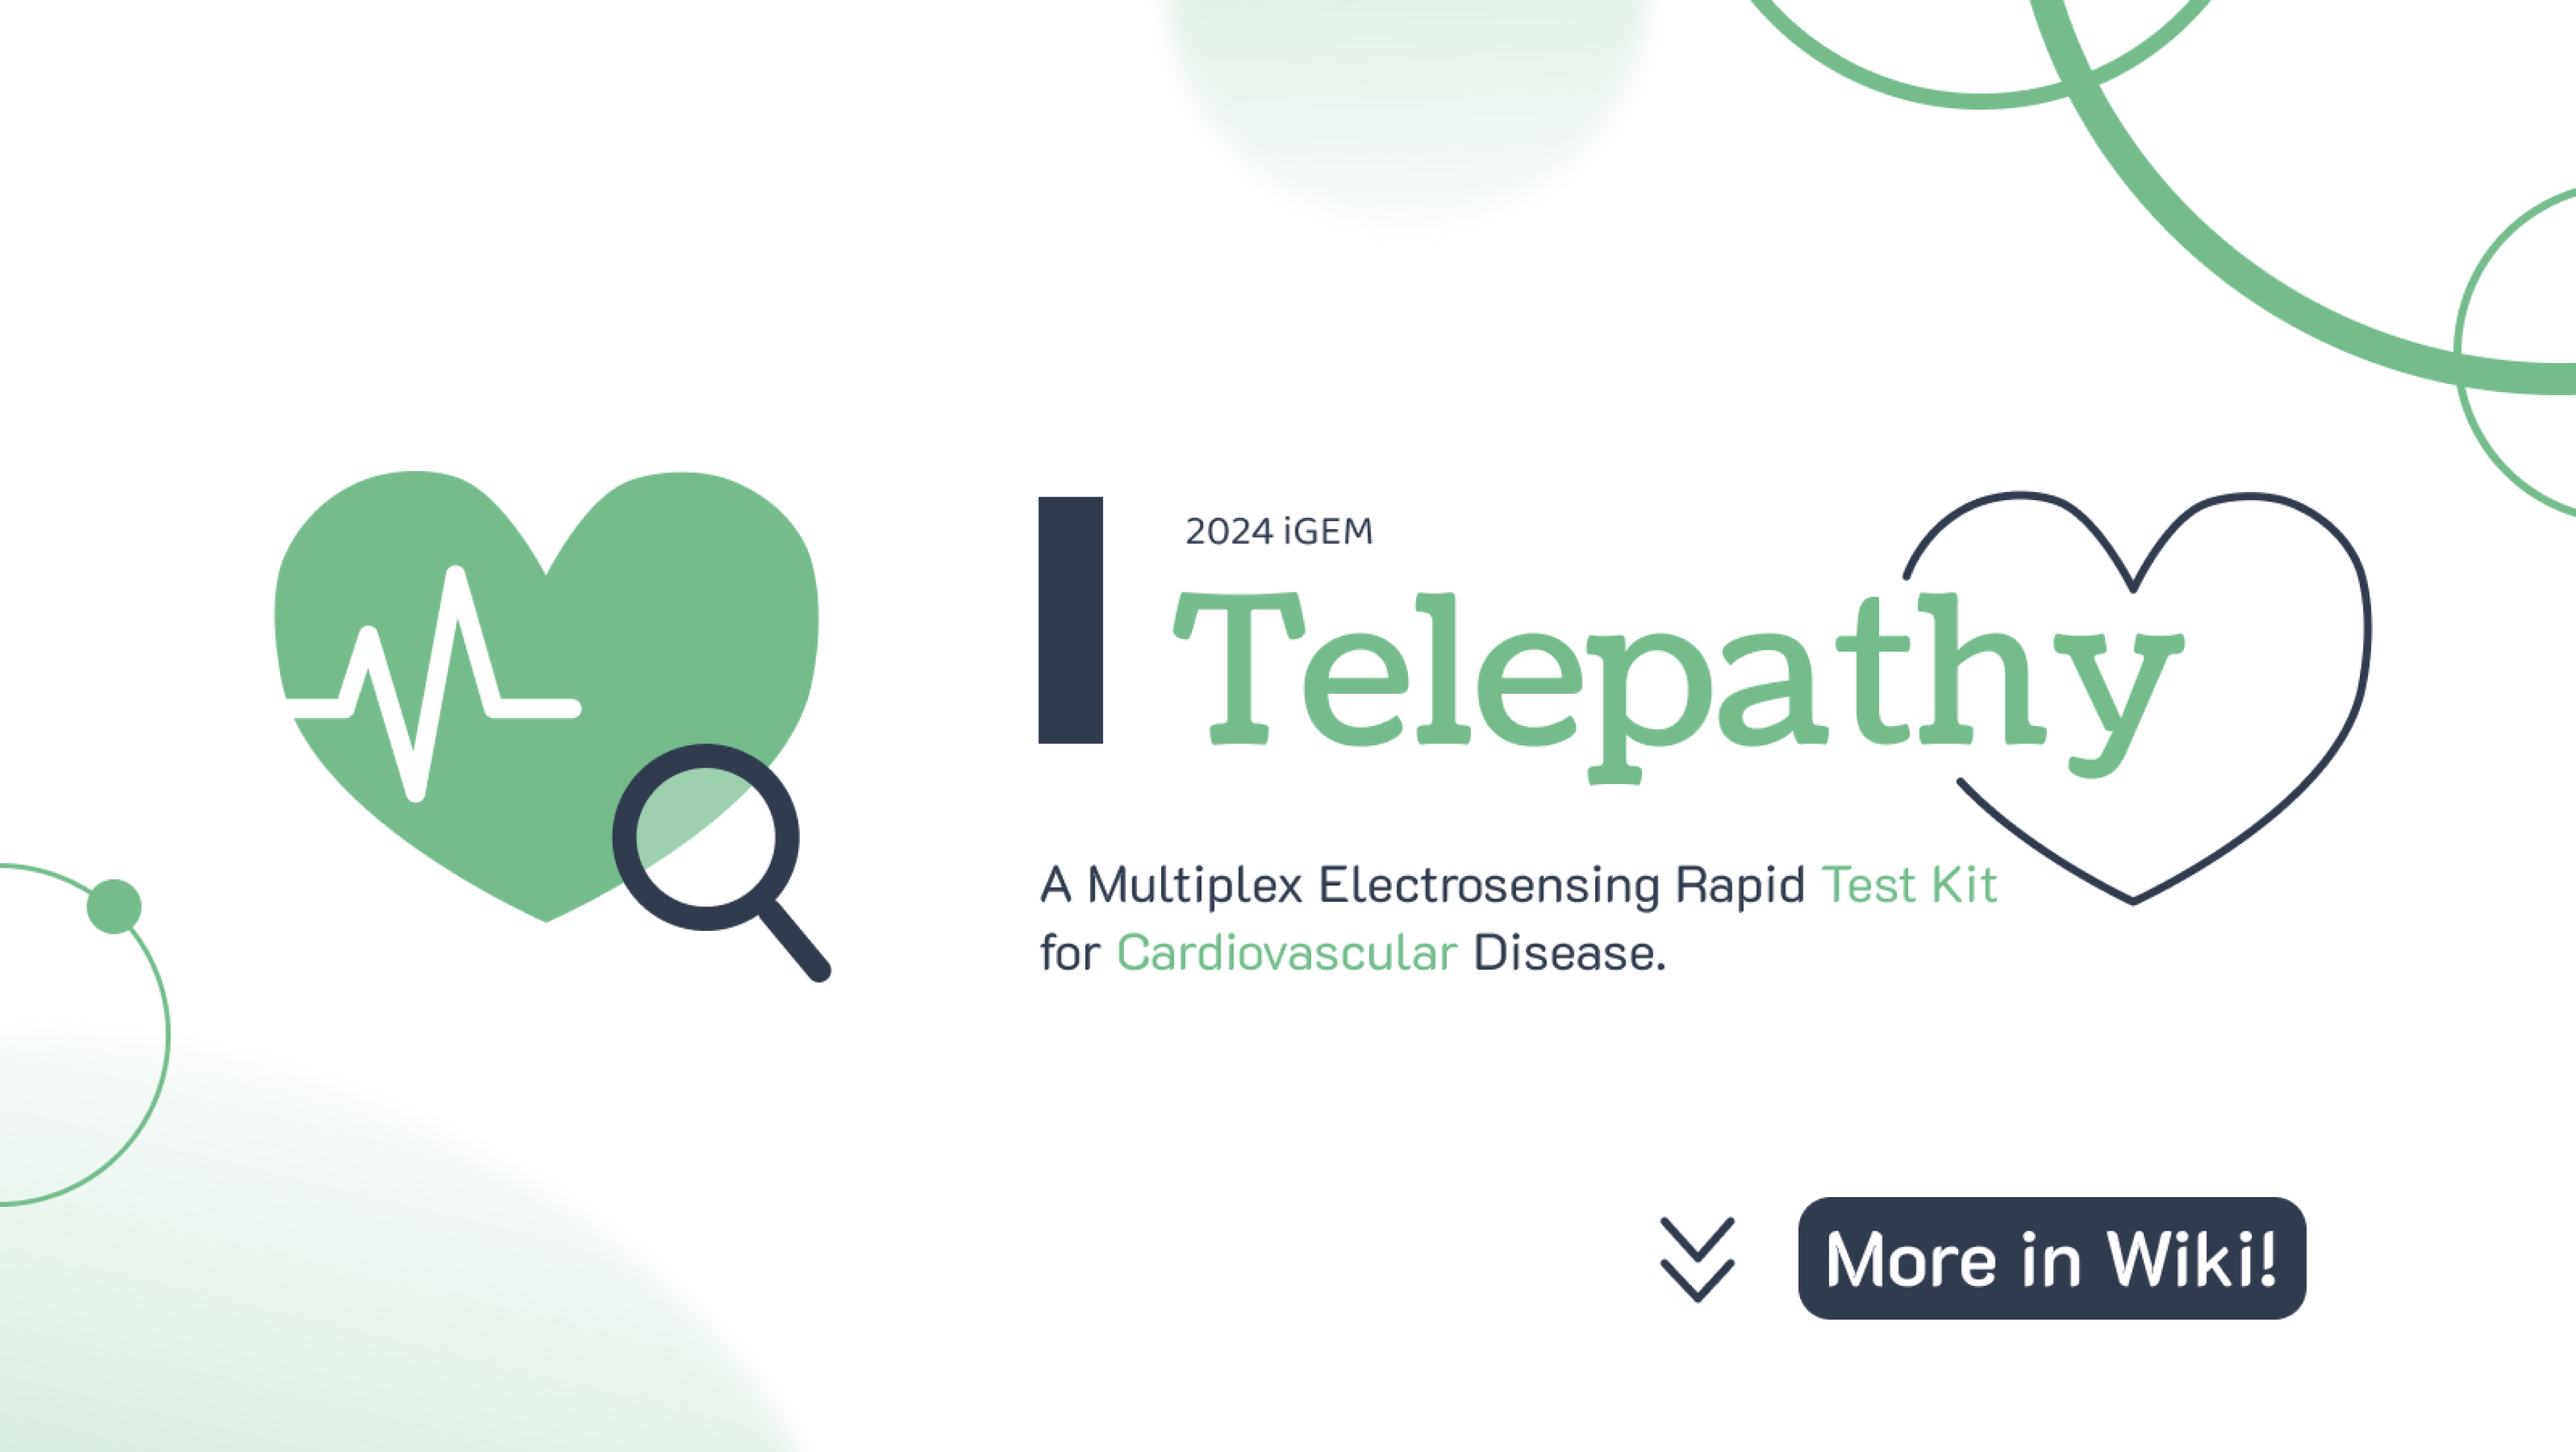 2024 iGEM
Telepathy
A Multiplex Electrosensing Rapid Test Kit
for Cardiovascular Disease.
More in Wiki!